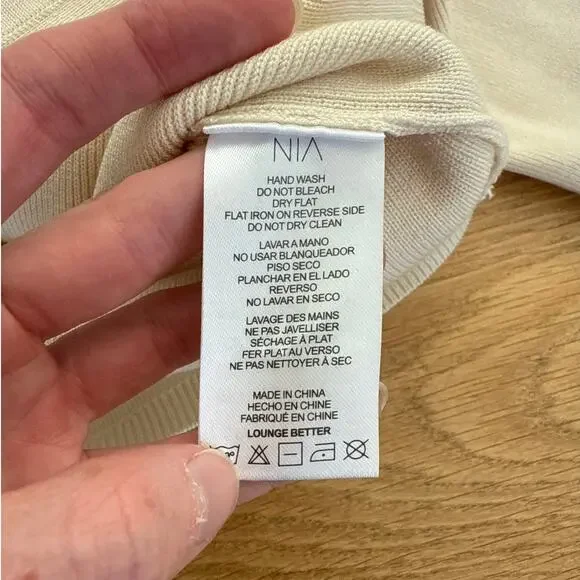 NIA
HAND WASH
DO NOT BLEACH
DRY FLAT
FLAT IRON ON REVERSE SIDE
DO NOT DRY CLEAN
LAVAR A MANO
NO USAR BLANQUEADOR
PISO SECO
PLANCHAR EN EL LADO
REVERSO
NO LAVAR EN SECO
LAVAGE DES MAINS
NE PAS JAVELLISER
SÉCHAGE À PLAT
FER PLAT AU VERSO
NE PAS NETTOYER À SEC
MADE IN CHINA
HECHO EN CHINE
FABRIQUÉ EN CHINE
LOUNGE BETTER